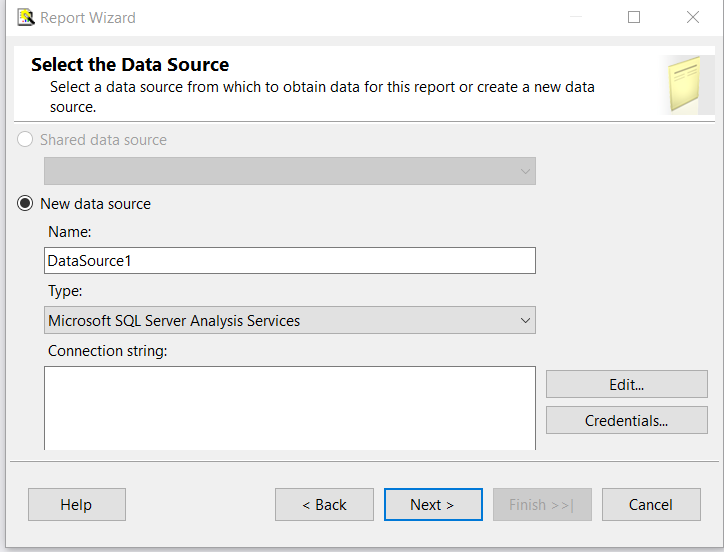 Report Wizard
Select the Data Source
Select a data source from which to obtain data for this report or create a new data
source.
Shared data source
New data source
Name:
DataSource1
Type:
Microsoft SQL Server Analysis Services
Connection string:
Edit...
Credentials...
Help
< Back
Next >
Finish >>|
Cancel